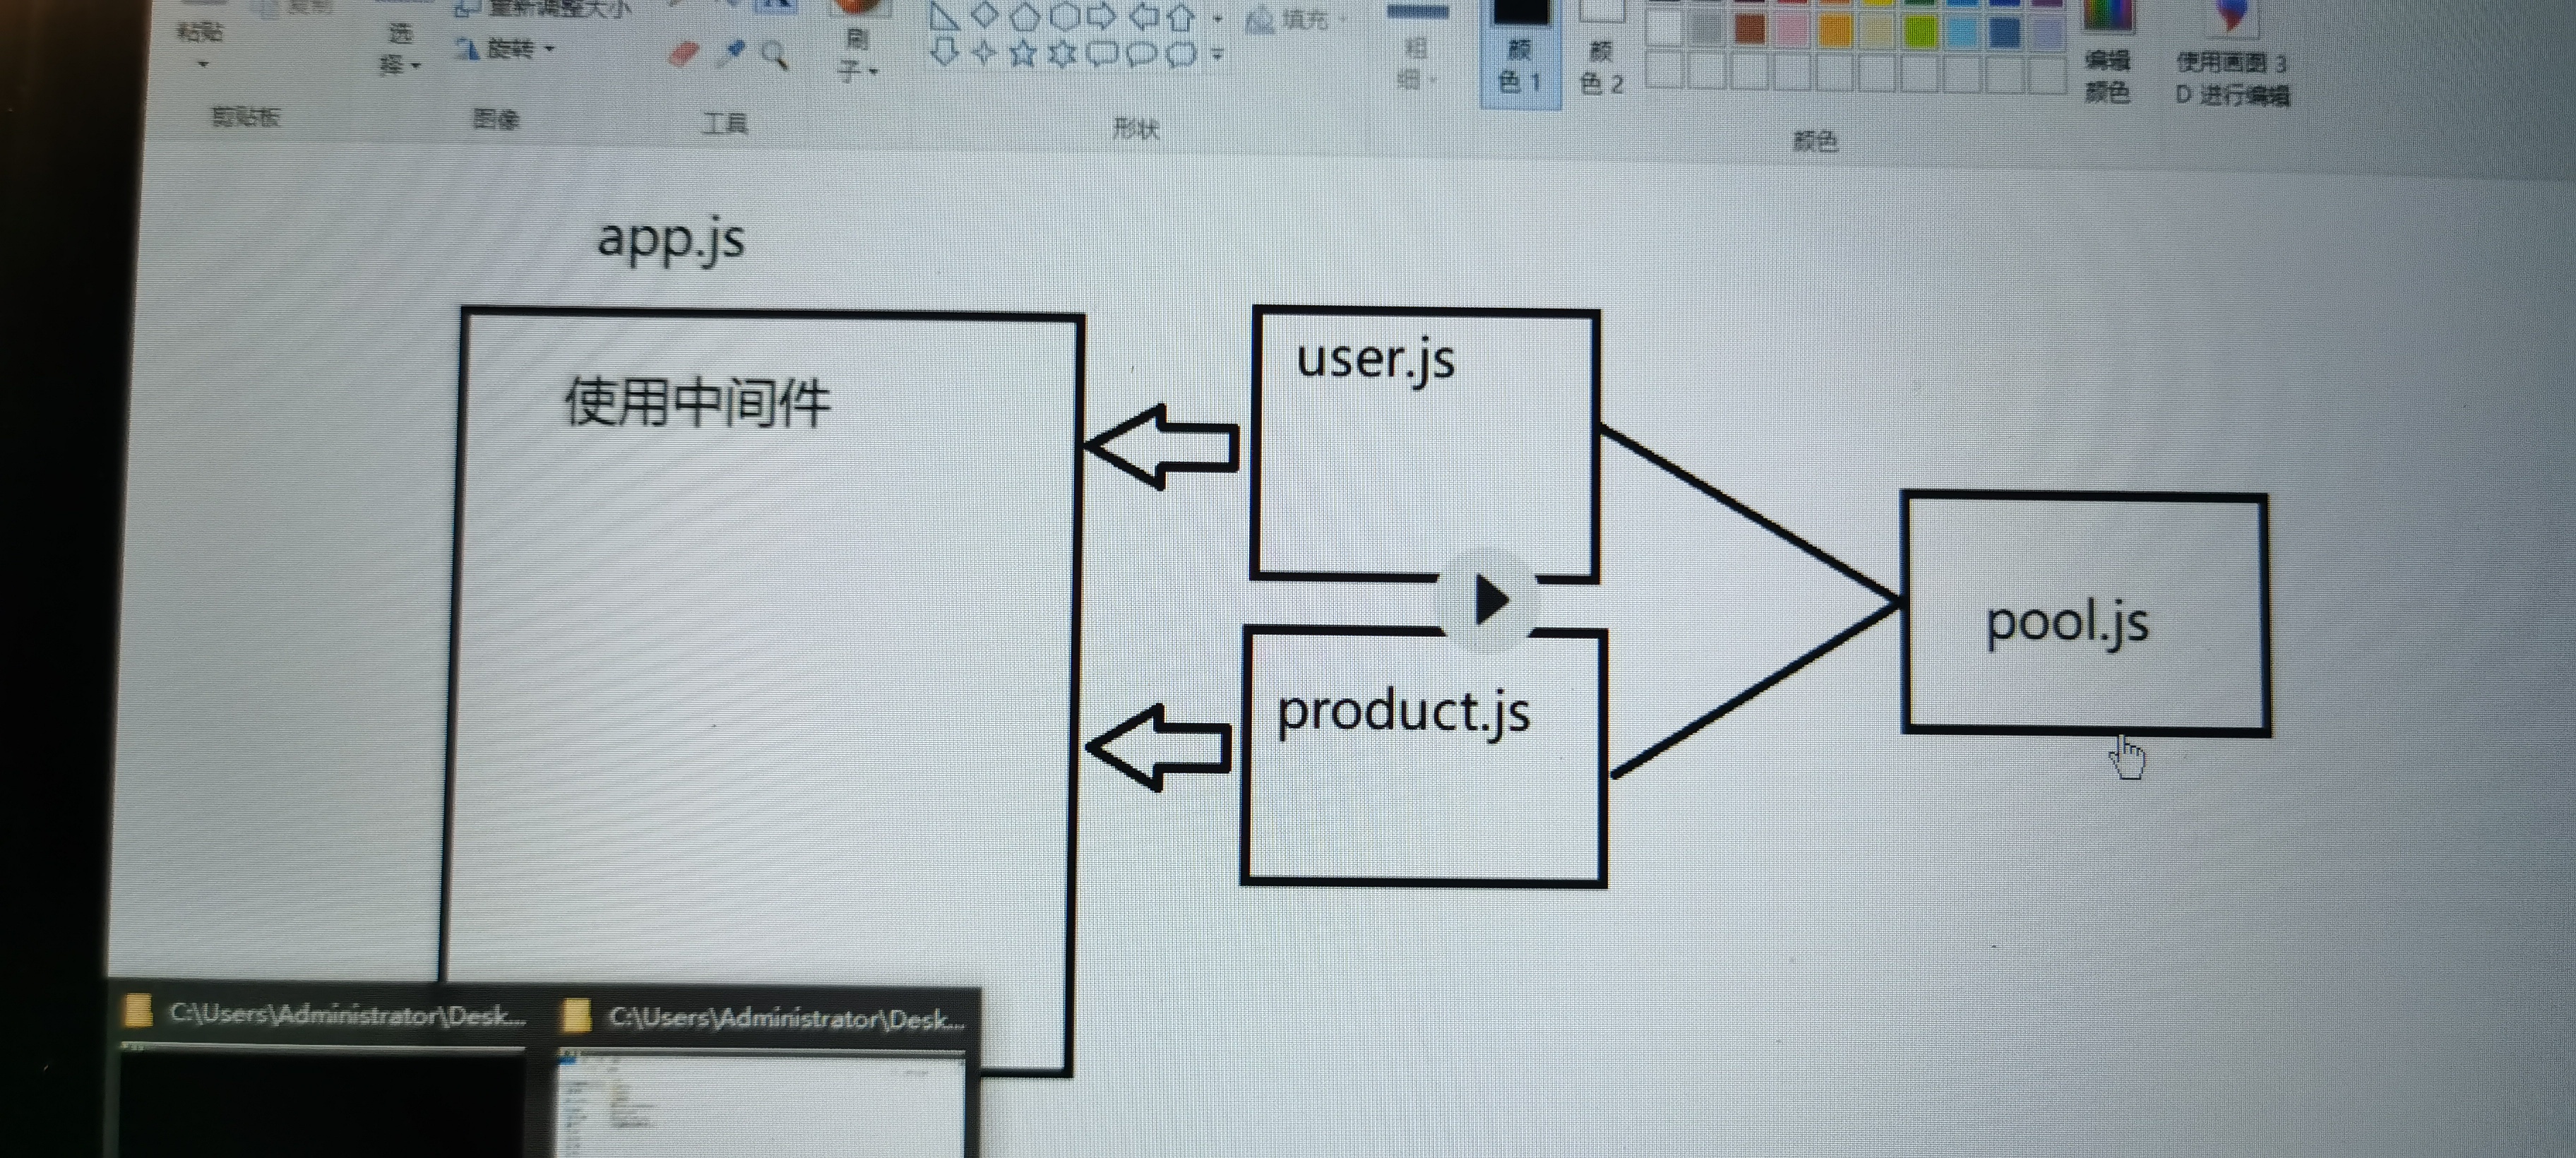 复制
重新调整大小
粘贴
选
择
旋转
刷
子
填充
粗
细
颜
色 1
颜
色 2
编辑
颜色
使用画图 3
D 进行编辑
剪贴板
图像
工具
形状
颜色
app.js
使用中间件
user.js
product.js
pool.js
C:\Users\Administrator\Desk...
C:\Users\Administrator\Desk...